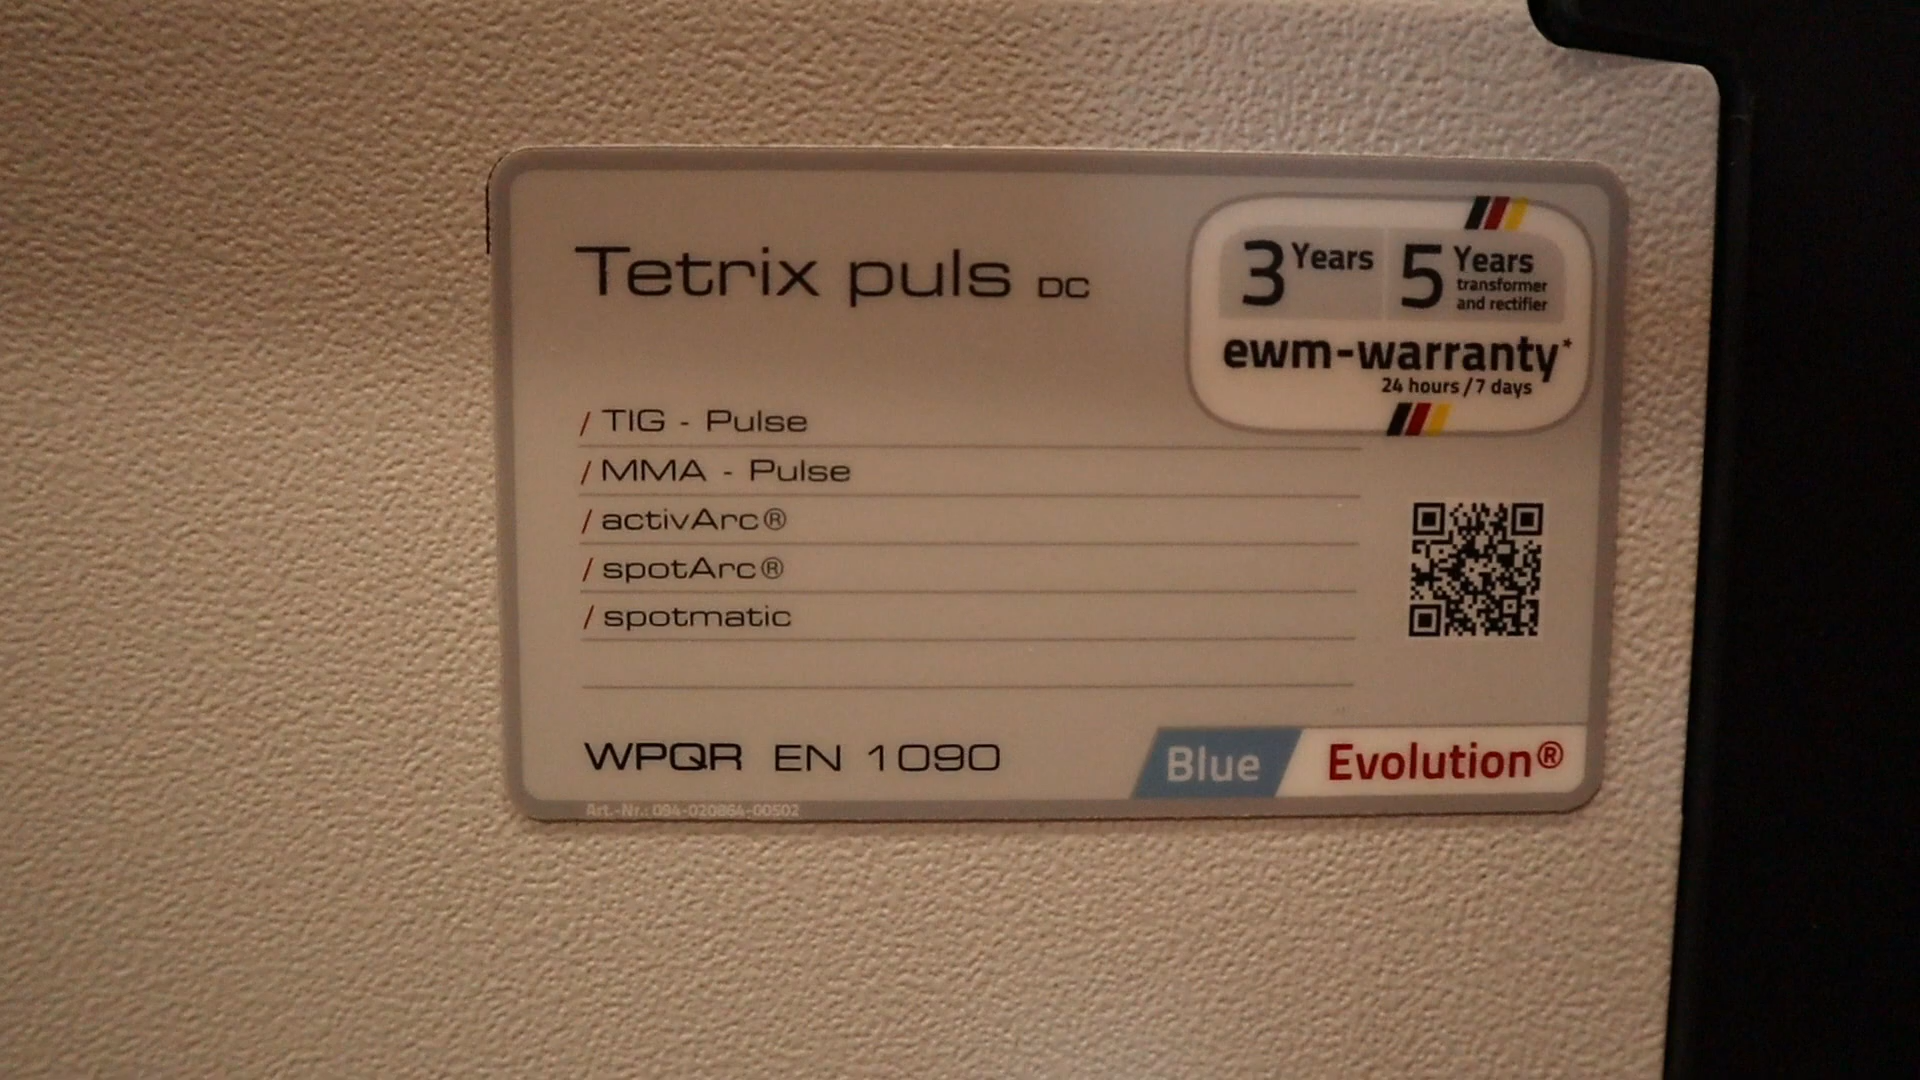 Tetrix puls DC
3 Years
5 Years
transformer
and rectifier
ewm-warranty*
24 hours / 7 days
/ TIG - Pulse
/ MMA - Pulse
/ activArc®
/ spotArc®
/ spotmatic
WPQR EN 1090
Blue Evolution®
Art.-Nr.: 094-020864-00502